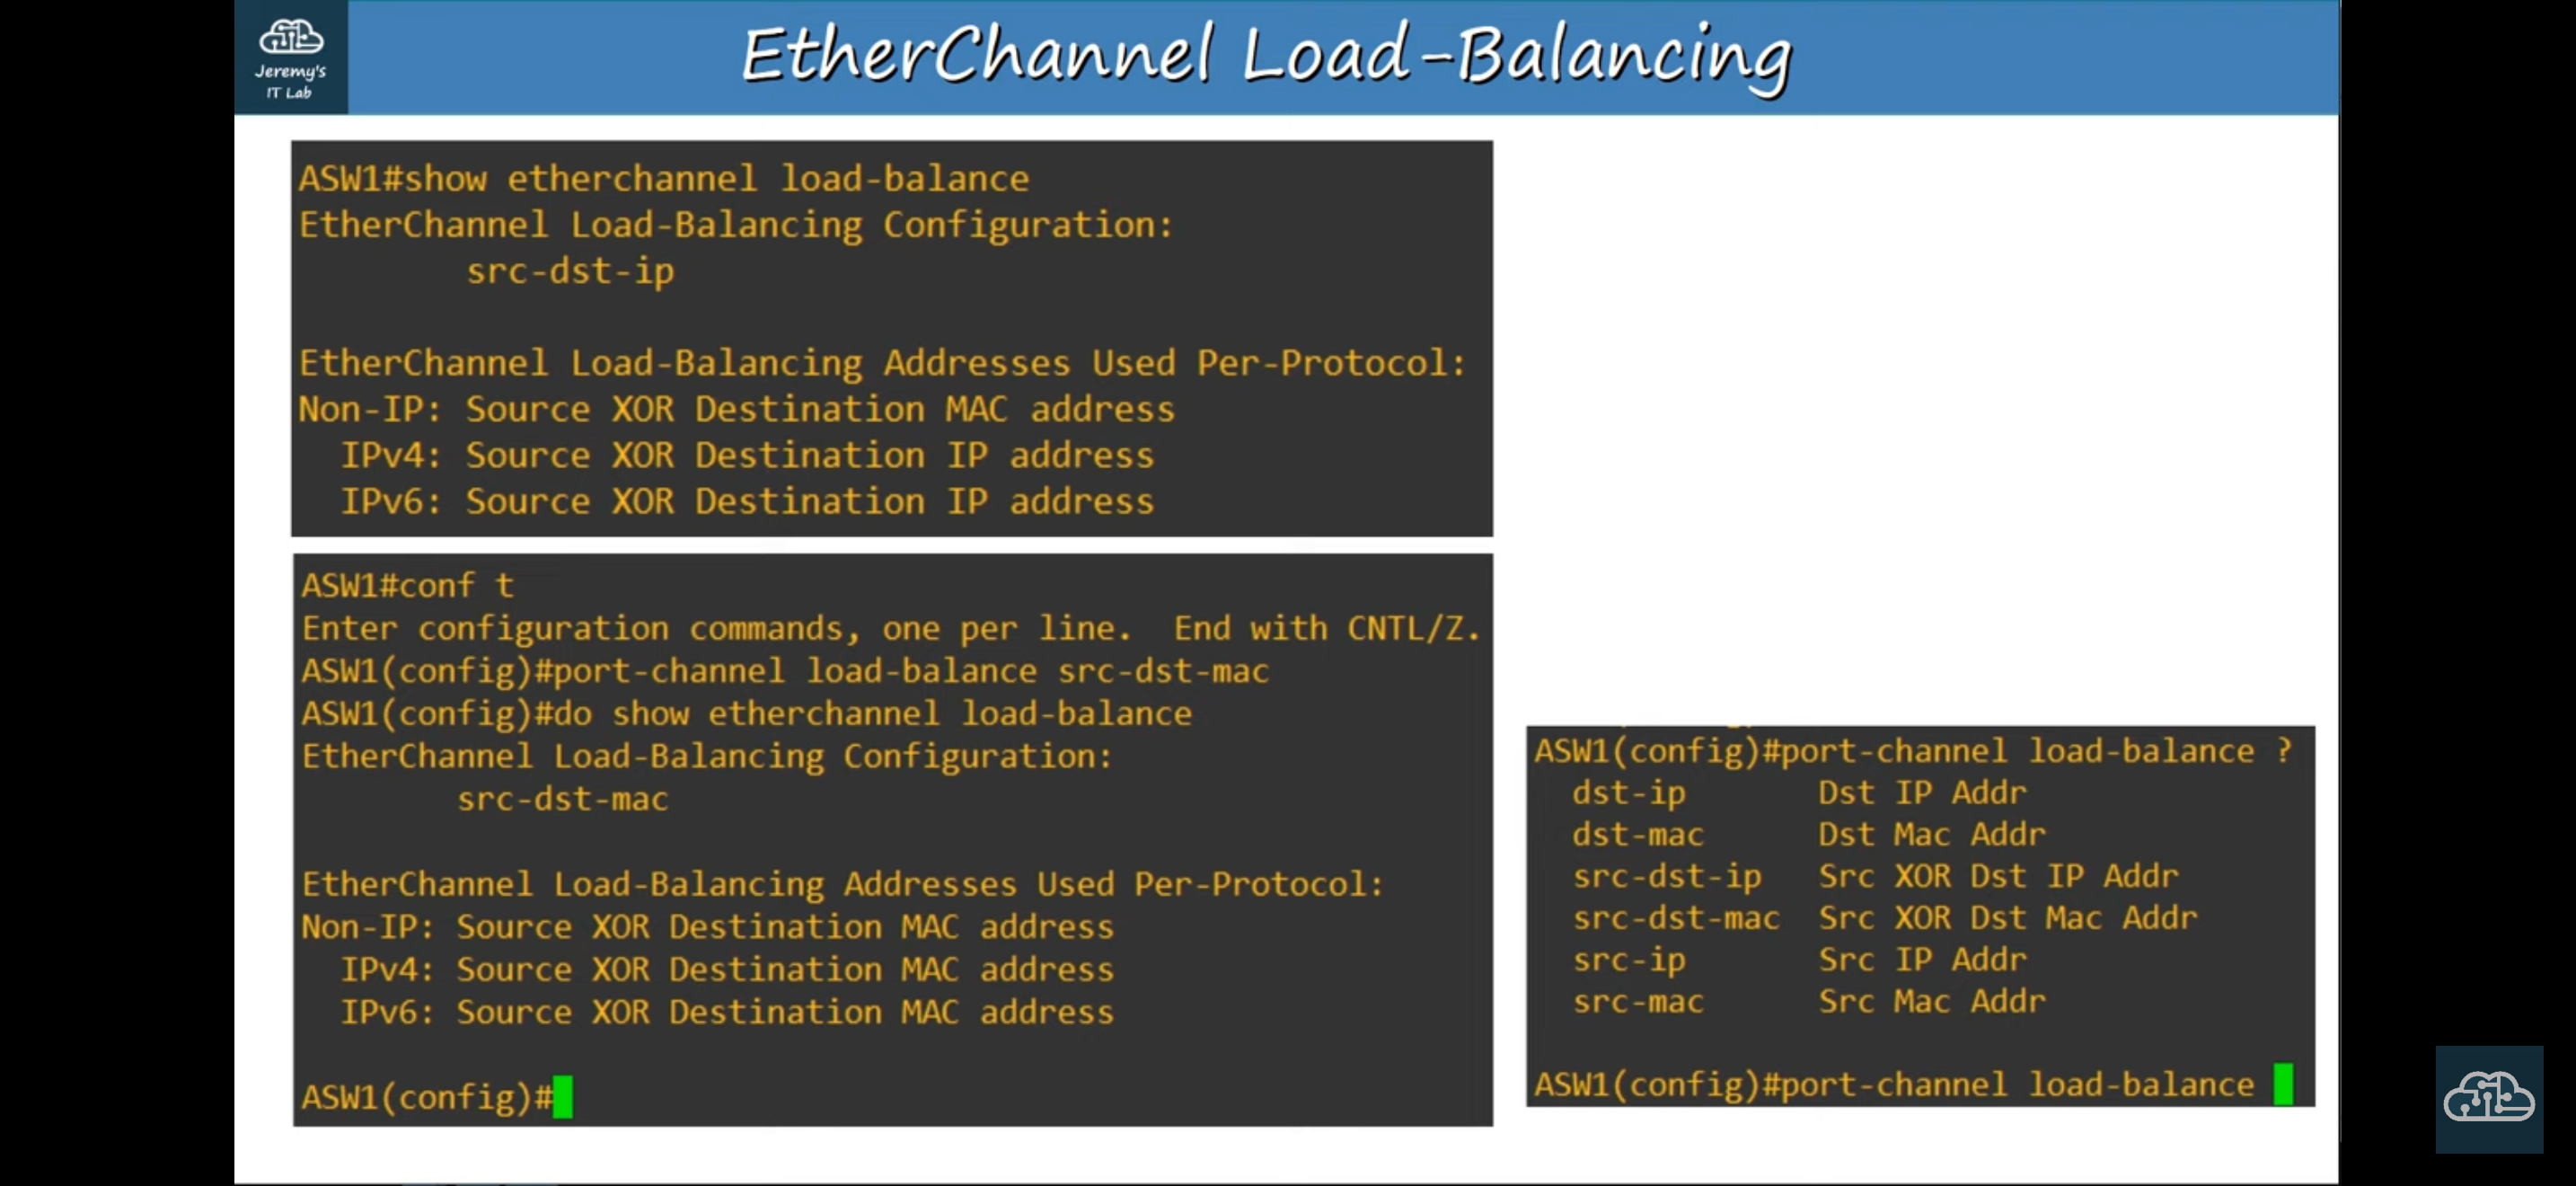 Jeremy's
IT Lab
EtherChannel Load-Balancing
ASW1#show etherchannel load-balance
EtherChannel Load-Balancing Configuration:
src-dst-ip
EtherChannel Load-Balancing Addresses Used Per-Protocol:
Non-IP: Source XOR Destination MAC address
IPv4: Source XOR Destination IP address
IPv6: Source XOR Destination IP address
ASW1#conf t
Enter configuration commands, one per line.  End with CNTL/Z.
ASW1(config)#port-channel load-balance src-dst-mac
ASW1(config)#do show etherchannel load-balance
EtherChannel Load-Balancing Configuration:
src-dst-mac
EtherChannel Load-Balancing Addresses Used Per-Protocol:
Non-IP: Source XOR Destination MAC address
IPv4: Source XOR Destination MAC address
IPv6: Source XOR Destination MAC address
ASW1(config)#
ASW1(config)#port-channel load-balance ?
dst-ip Dst IP Addr
dst-mac Dst Mac Addr
src-dst-ip Src XOR Dst IP Addr
src-dst-mac Src XOR Dst Mac Addr
src-ip Src IP Addr
src-mac Src Mac Addr
ASW1(config)#port-channel load-balance